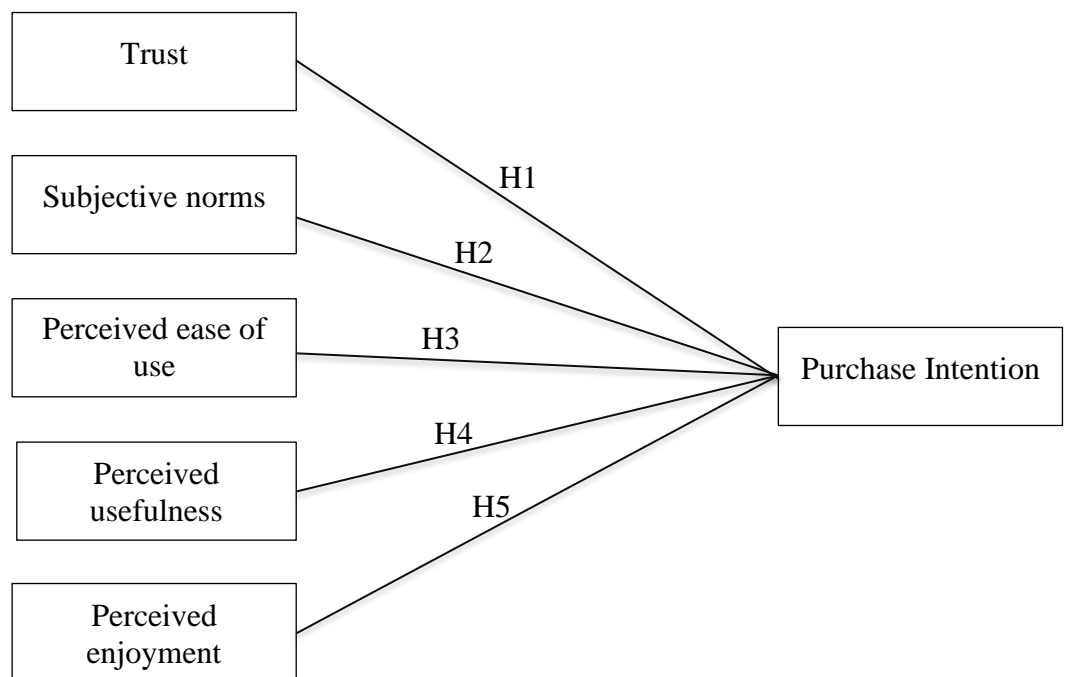 Trust
H1
Subjective norms
H2
Perceived ease of
use
H3
Purchase Intention
Perceived
usefulness
H4
Perceived
enjoyment
H5